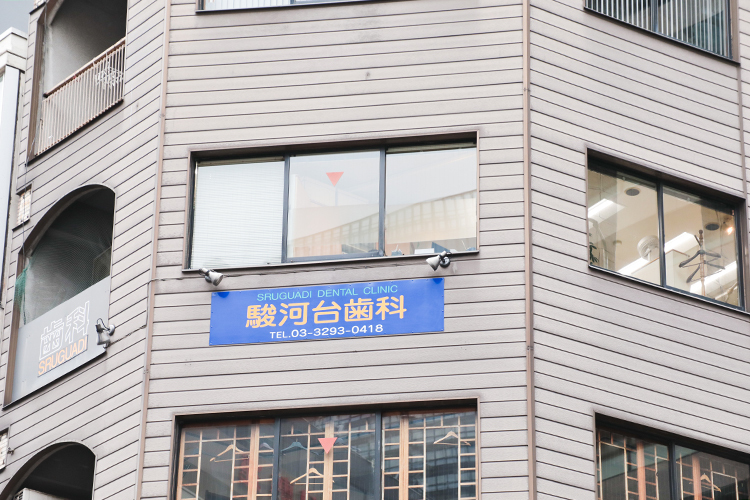 SRUGUADI DENTAL CLINIC
駿河台歯科
TEL.03-3293-0418
歯科
SRUGUADI